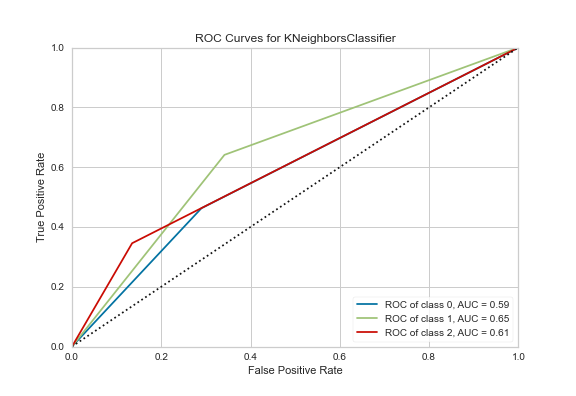 ROC Curves for KNeighborsClassifier
True Positive Rate
1.0
0.8
0.6
0.4
0.2
0.0
ROC of class 0, AUC = 0.59
ROC of class 1, AUC = 0.65
ROC of class 2, AUC = 0.61
0.0 0.2 0.4 0.6 0.8 1.0
False Positive Rate